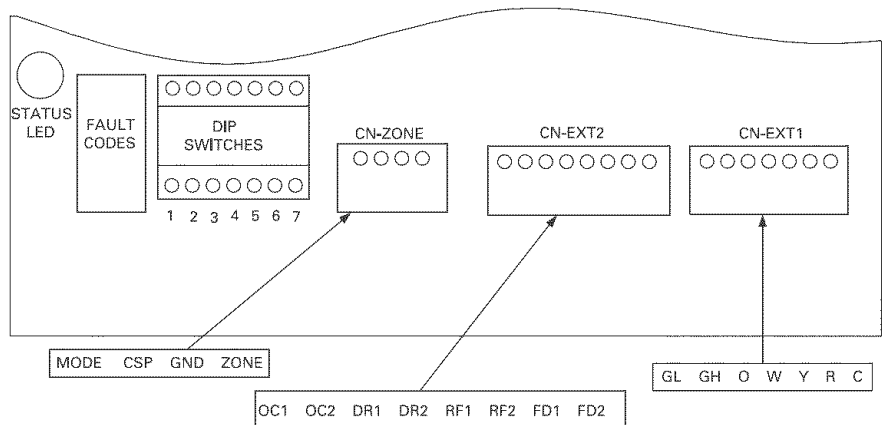 STATUS
LED
FAULT
CODES
DIP
SWITCHES
1 2 3 4 5 6 7
CN-ZONE
CN-EXT2
CN-EXT1
MODE CSP GND ZONE
OC1 OC2 DR1 DR2 RF1 RF2 FD1 FD2
GL GH O W Y R C